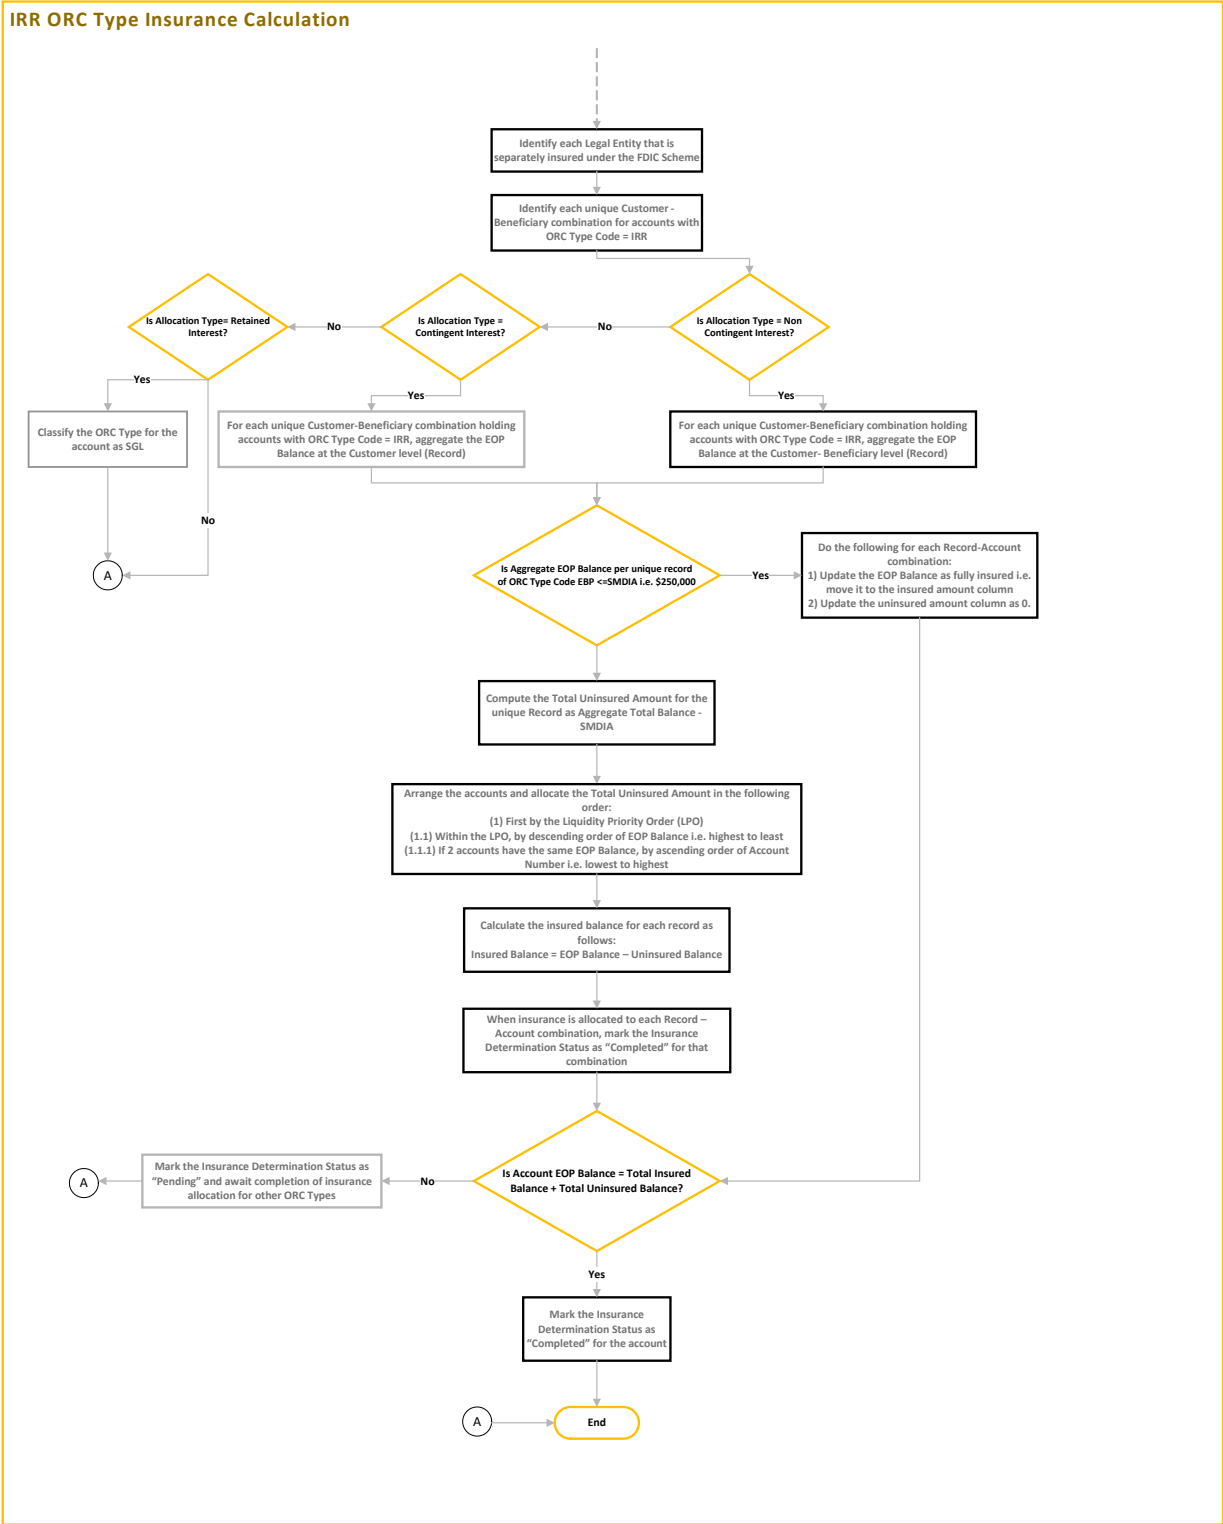 IRR ORC Type Insurance Calculation
Identify each Legal Entity that is
separately insured under the FDIC Scheme
Identify each unique Customer -
Beneficiary combination for accounts with
ORC Type Code = IRR
Is Allocation Type= Retained
Interest?
No
Is Allocation Type =
Contingent Interest?
No
Is Allocation Type = Non
Contingent Interest?
Yes
Yes
Yes
Classify the ORC Type for the
account as SGL
For each unique Customer-Beneficiary combination holding
accounts with ORC Type Code = IRR, aggregate the EOP
Balance at the Customer level (Record)
For each unique Customer-Beneficiary combination holding
accounts with ORC Type Code = IRR, aggregate the EOP
Balance at the Customer- Beneficiary level (Record)
No
A
Is Aggregate EOP Balance per unique record
of ORC Type Code EBP <=SMDIA i.e. $250,000
Yes
Do the following for each Record-Account
combination:
1) Update the EOP Balance as fully insured i.e.
move it to the insured amount column
2) Update the uninsured amount column as 0.
Compute the Total Uninsured Amount for the
unique Record as Aggregate Total Balance -
SMDIA
Arrange the accounts and allocate the Total Uninsured Amount in the following
order:
(1) First by the Liquidity Priority Order (LPO)
(1.1) Within the LPO, by descending order of EOP Balance i.e. highest to least
(1.1.1) If 2 accounts have the same EOP Balance, by ascending order of Account
Number i.e. lowest to highest
Calculate the insured balance for each record as
follows:
Insured Balance = EOP Balance – Uninsured Balance
When insurance is allocated to each Record –
Account combination, mark the Insurance
Determination Status as “Completed” for that
combination
Is Account EOP Balance = Total Insured
Balance + Total Uninsured Balance?
No
Mark the Insurance Determination Status as
“Pending” and await completion of insurance
allocation for other ORC Types
A
Yes
Mark the Insurance
Determination Status as
“Completed” for the account
A
End